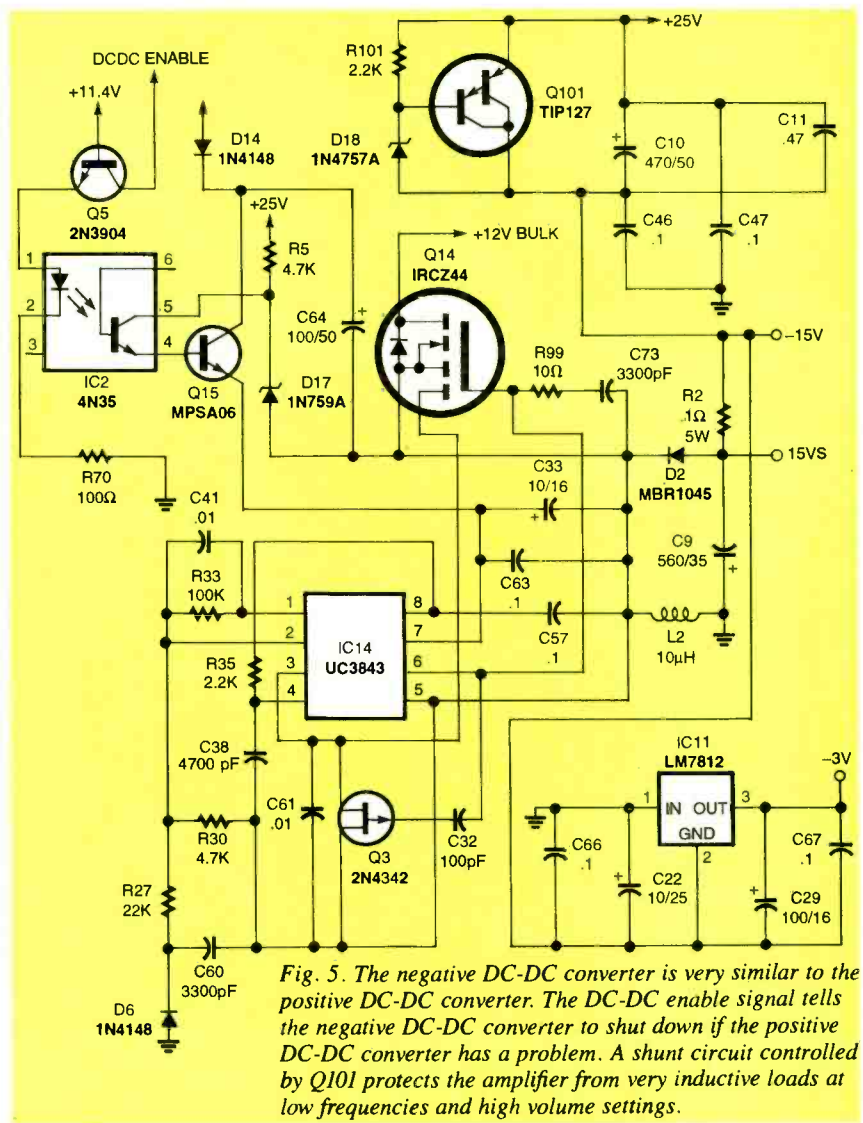 DCDC ENABLE
+11.4V
Q5
2N3904
D14
1N4148
R101
2.2K
Q101
TIP127
D18
1N4757A
+25V
C10
470/50
C11
.47
C46
.1
C47
.1
+25V
R5
4.7K
1
2
3
6
5
4
IC2
4N35
Q15
MPSA06
D17
1N759A
C64
100/50
Q14
IRCZ44
+12V BULK
R99
10Ω
C73
3300pF
–15V
R2
.1Ω
5W
15VS
D2
MBR1045
C9
560/35
R70
100Ω
C41
.01
R33
100K
C33
10/16
C63
.1
C57
.1
L2
10µH
1
2
3
4
8
7
6
5
IC14
UC3843
R35
2.2K
C38
4700 pF
C61
.01
Q3
2N4342
C32
100pF
R30
4.7K
R27
22K
C60
3300pF
D6
1N4148
IC11
LM7812
1
IN OUT
3
GND
2
–3V
C66
.1
C22
10/25
C29
100/16
C67
.1
Fig. 5. The negative DC-DC converter is very similar to the
positive DC-DC converter. The DC-DC enable signal tells
the negative DC-DC converter to shut down if the positive
DC-DC converter has a problem. A shunt circuit controlled
by Q101 protects the amplifier from very inductive loads at
low frequencies and high volume settings.